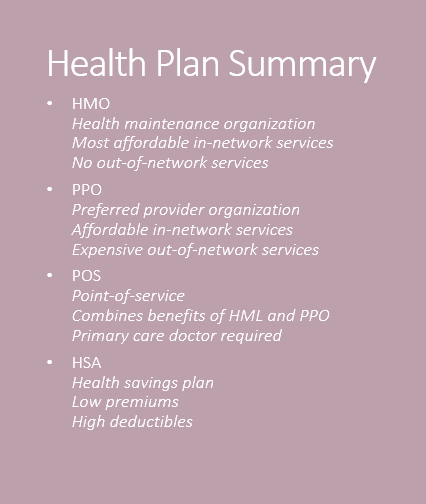 Health Plan Summary
• HMO
Health maintenance organization
Most affordable in-network services
No out-of-network services
• PPO
Preferred provider organization
Affordable in-network services
Expensive out-of-network services
• POS
Point-of-service
Combines benefits of HML and PPO
Primary care doctor required
• HSA
Health savings plan
Low premiums
High deductibles